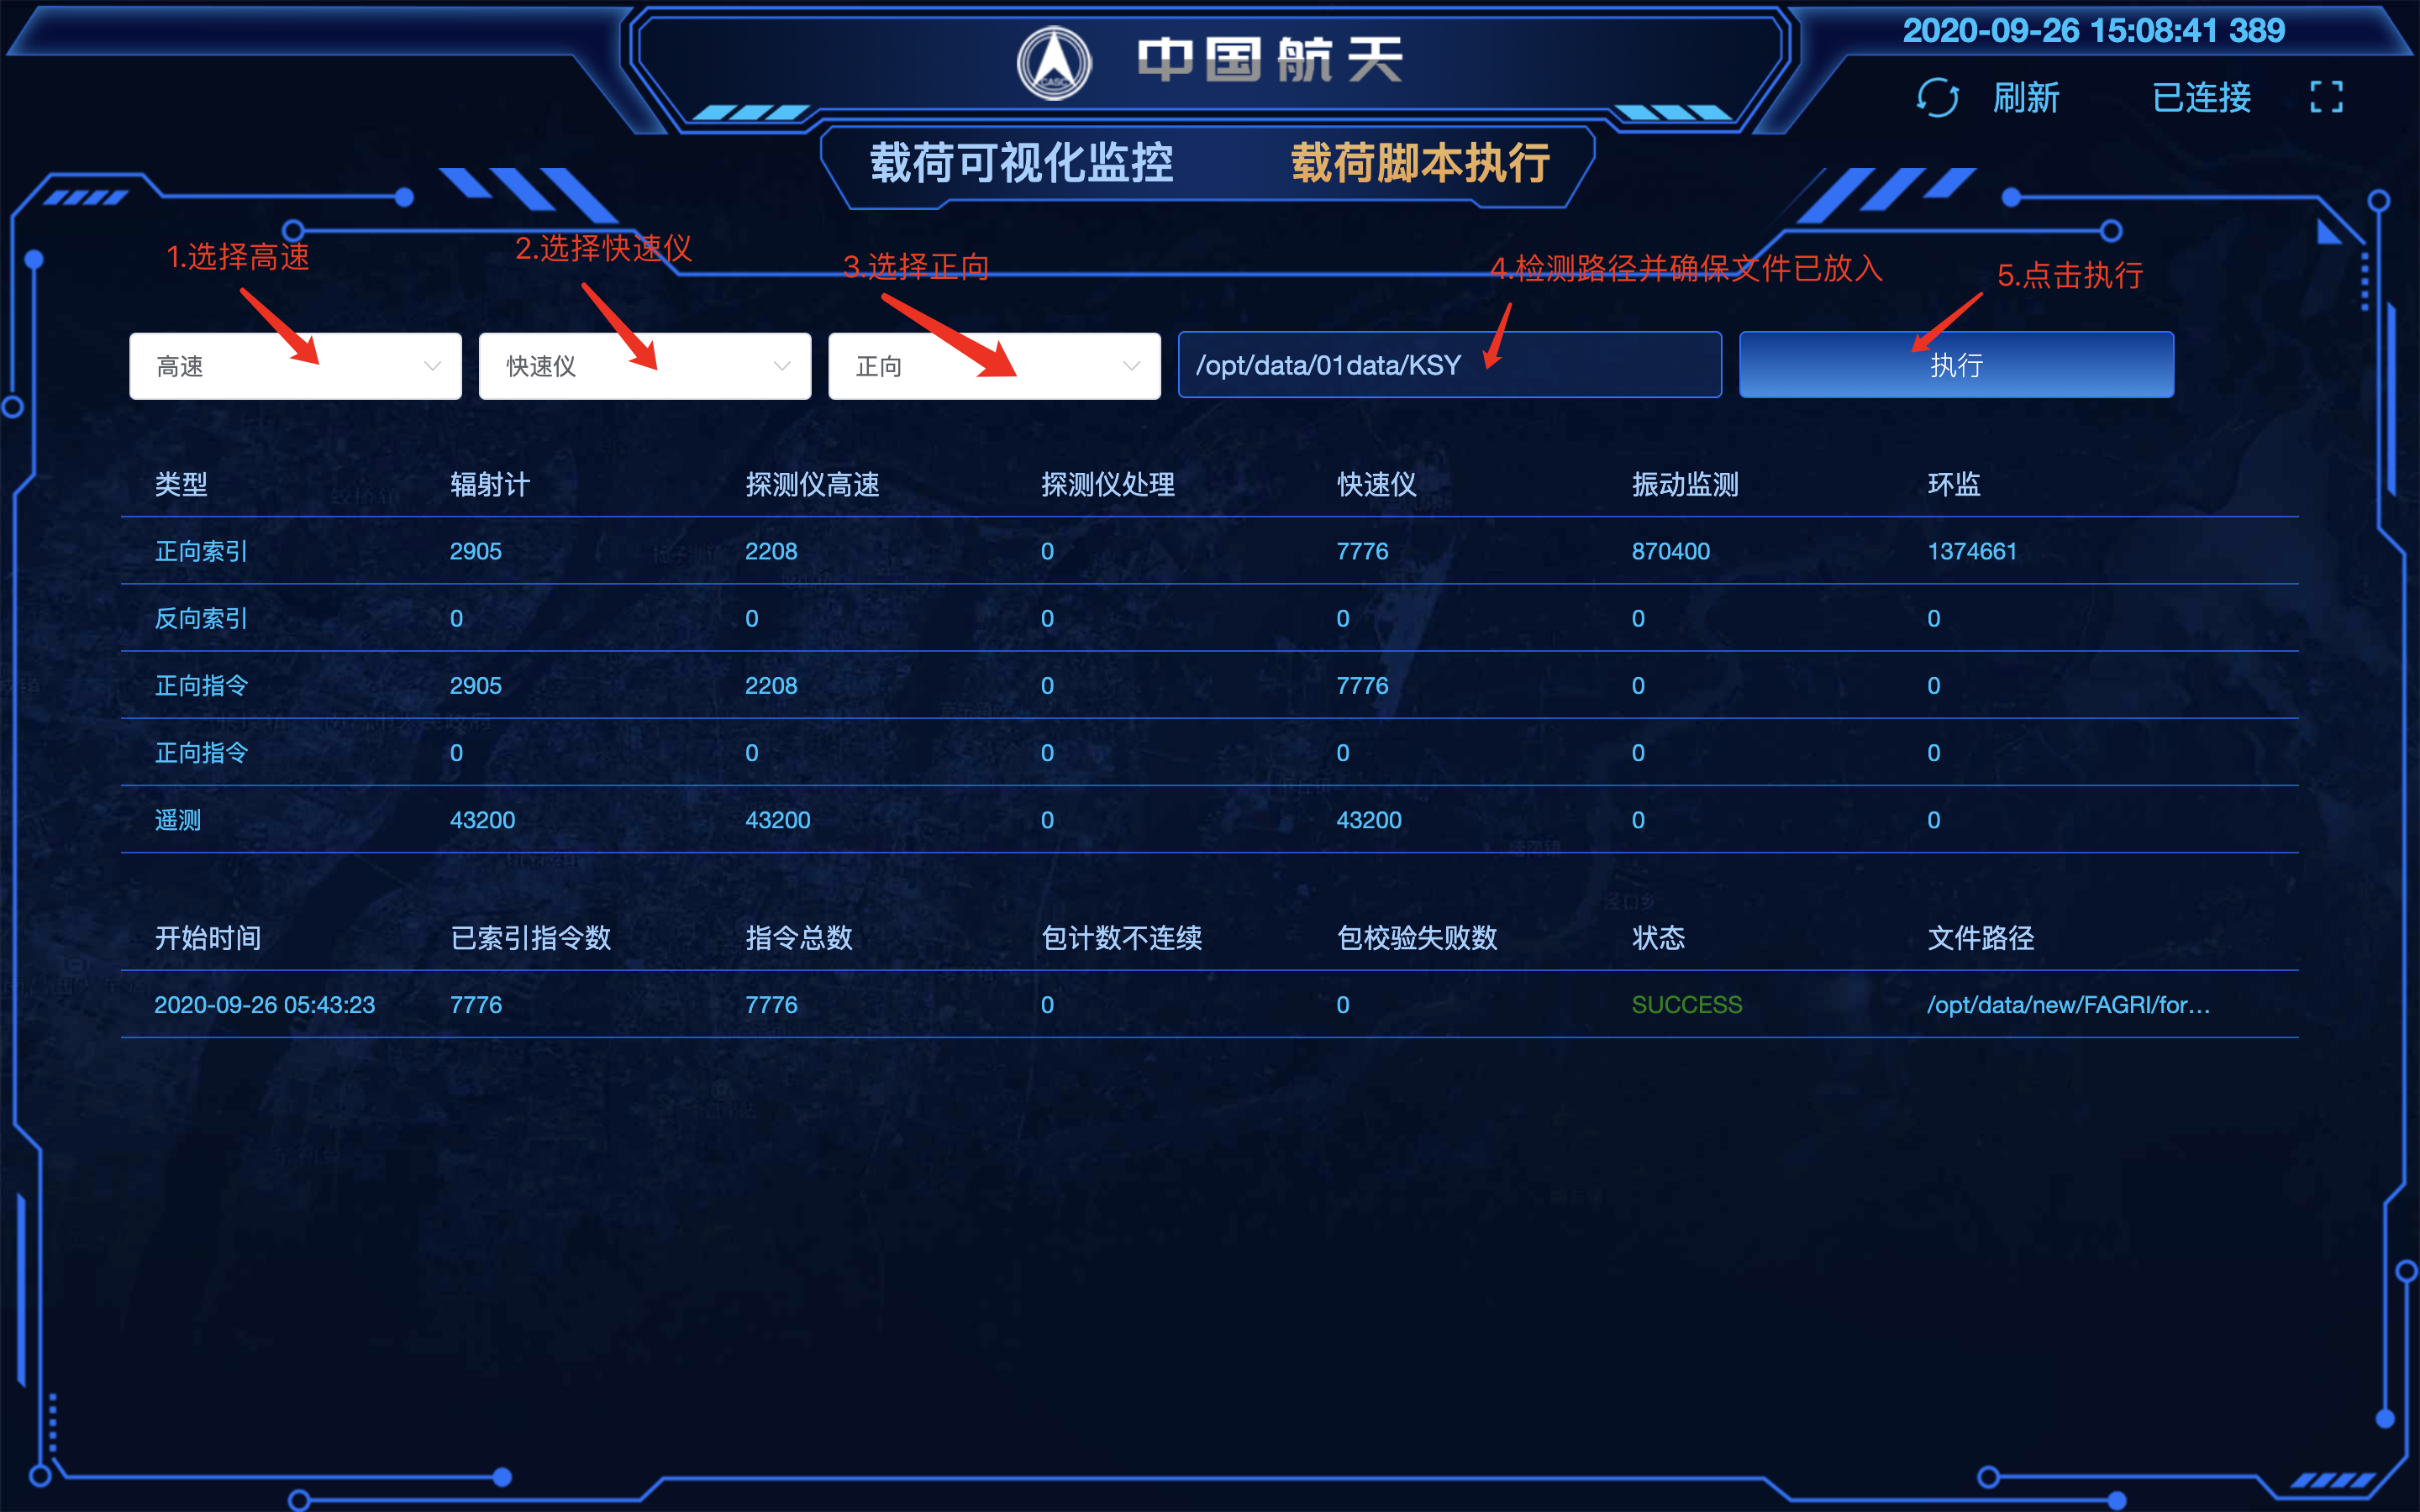 2020-09-26 15:08:41 389
CASC
中国航天
刷新 已连接
载荷可视化监控 载荷脚本执行
1.选择高速
2.选择快速仪
3.选择正向
4.检测路径并确保文件已放入
5.点击执行
高速 快速仪 正向 /opt/data/01data/KSY 执行
类型 辐射计 探测仪高速 探测仪处理 快速仪 振动监测 环监
正向索引 2905 2208 0 7776 870400 1374661
反向索引 0 0 0 0 0 0
正向指令 2905 2208 0 7776 0 0
正向指令 0 0 0 0 0 0
遥测 43200 43200 0 43200 0 0
开始时间 已索引指令数 指令总数 包计数不连续 包校验失败数 状态 文件路径
2020-09-26 05:43:23 7776 7776 0 0 SUCCESS /opt/data/new/FAGRI/for...